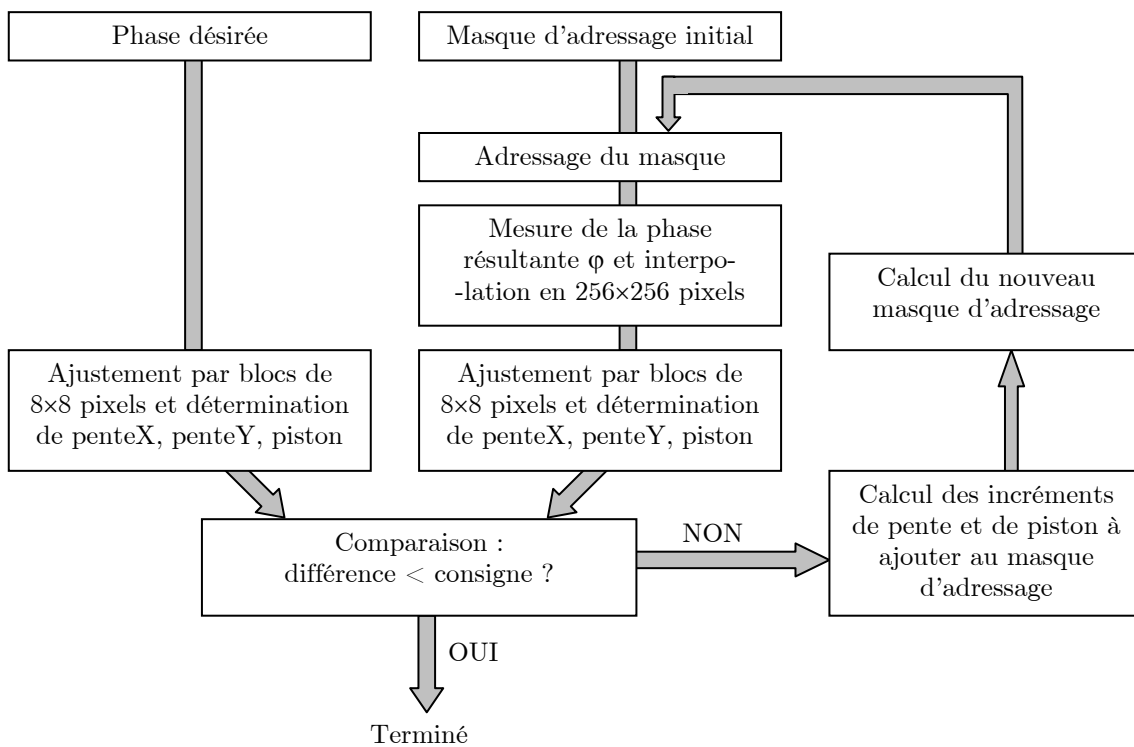 Phase désirée
Masque d'adressage initial
Adressage du masque
Mesure de la phase
résultante φ et interpo-
-lation en 256×256 pixels
Calcul du nouveau
masque d'adressage
Ajustement par blocs de
8×8 pixels et détermination
de penteX, penteY, piston
Ajustement par blocs de
8×8 pixels et détermination
de penteX, penteY, piston
Calcul des incréments
de pente et de piston à
ajouter au masque
d'adressage
Comparaison :
différence < consigne ?
NON
OUI
Terminé